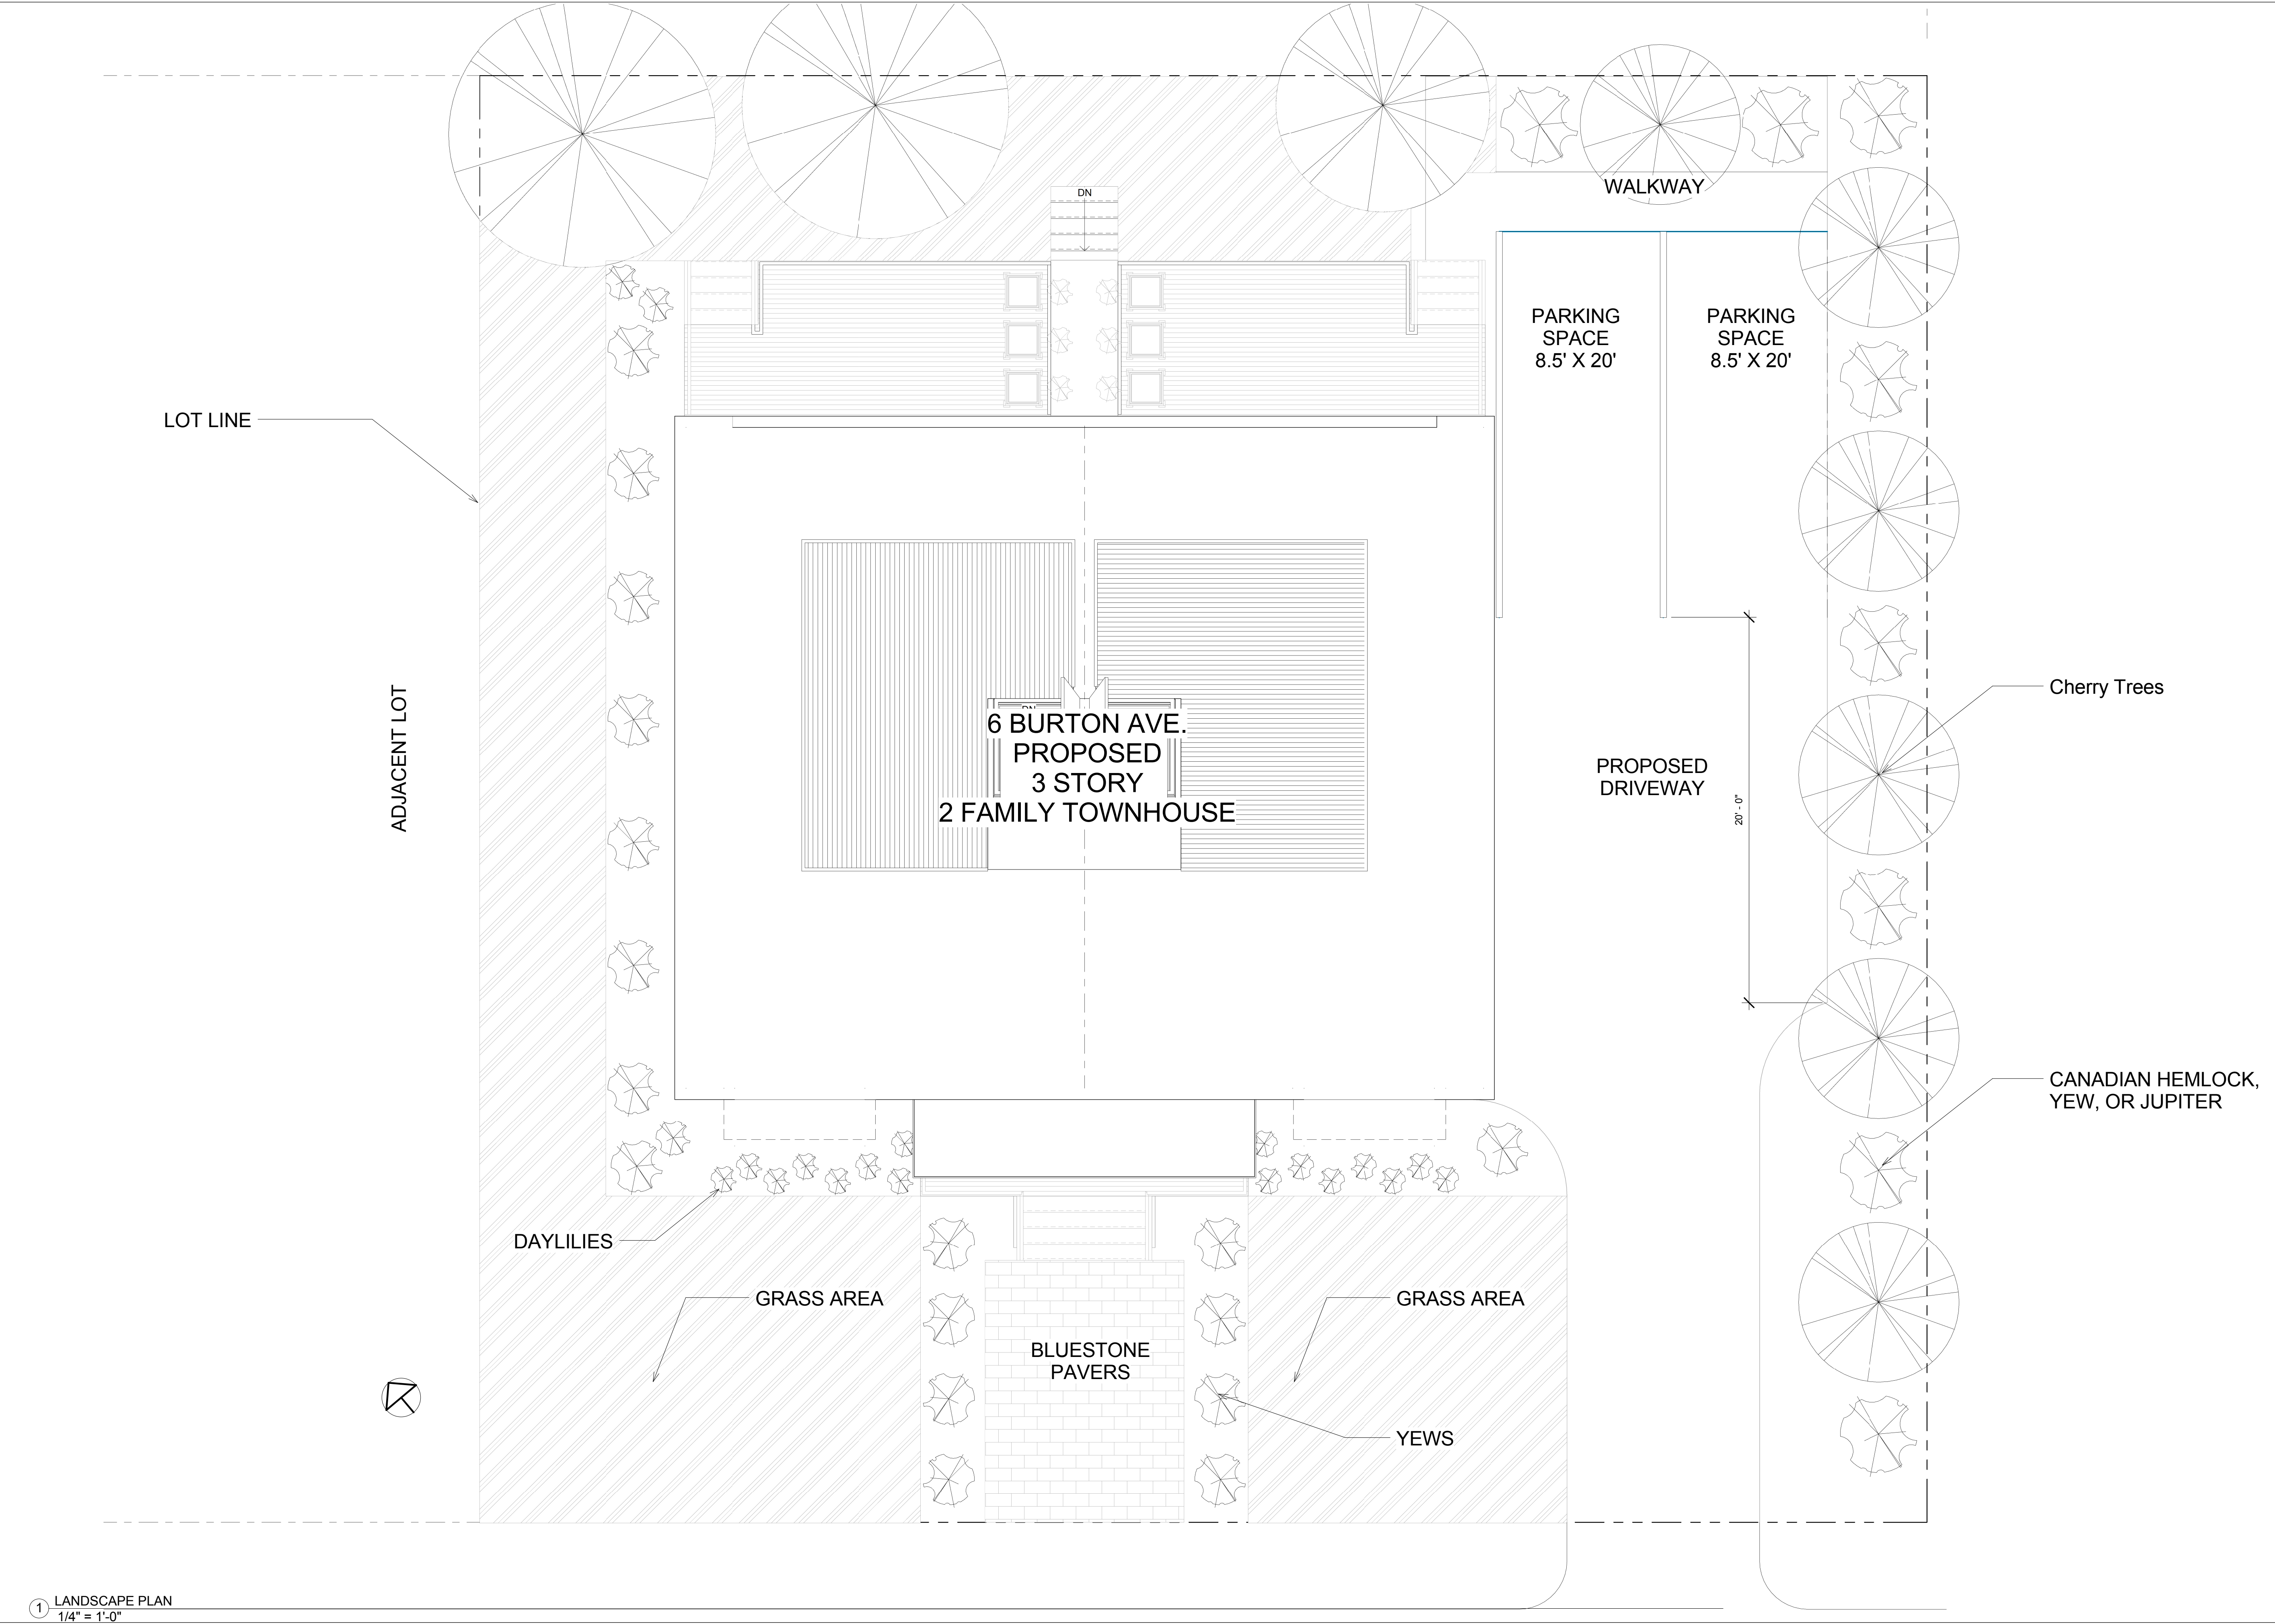 DN
WALKWAY
PARKING
SPACE
8.5' X 20'
PARKING
SPACE
8.5' X 20'
LOT LINE
ADJACENT LOT
DN
6 BURTON AVE.
PROPOSED
3 STORY
2 FAMILY TOWNHOUSE
PROPOSED
DRIVEWAY
20' - 0"
Cherry Trees
CANADIAN HEMLOCK,
YEW, OR JUPITER
DAYLILIES
GRASS AREA
GRASS AREA
BLUESTONE
PAVERS
YEWS
1 LANDSCAPE PLAN
1/4" = 1'-0"